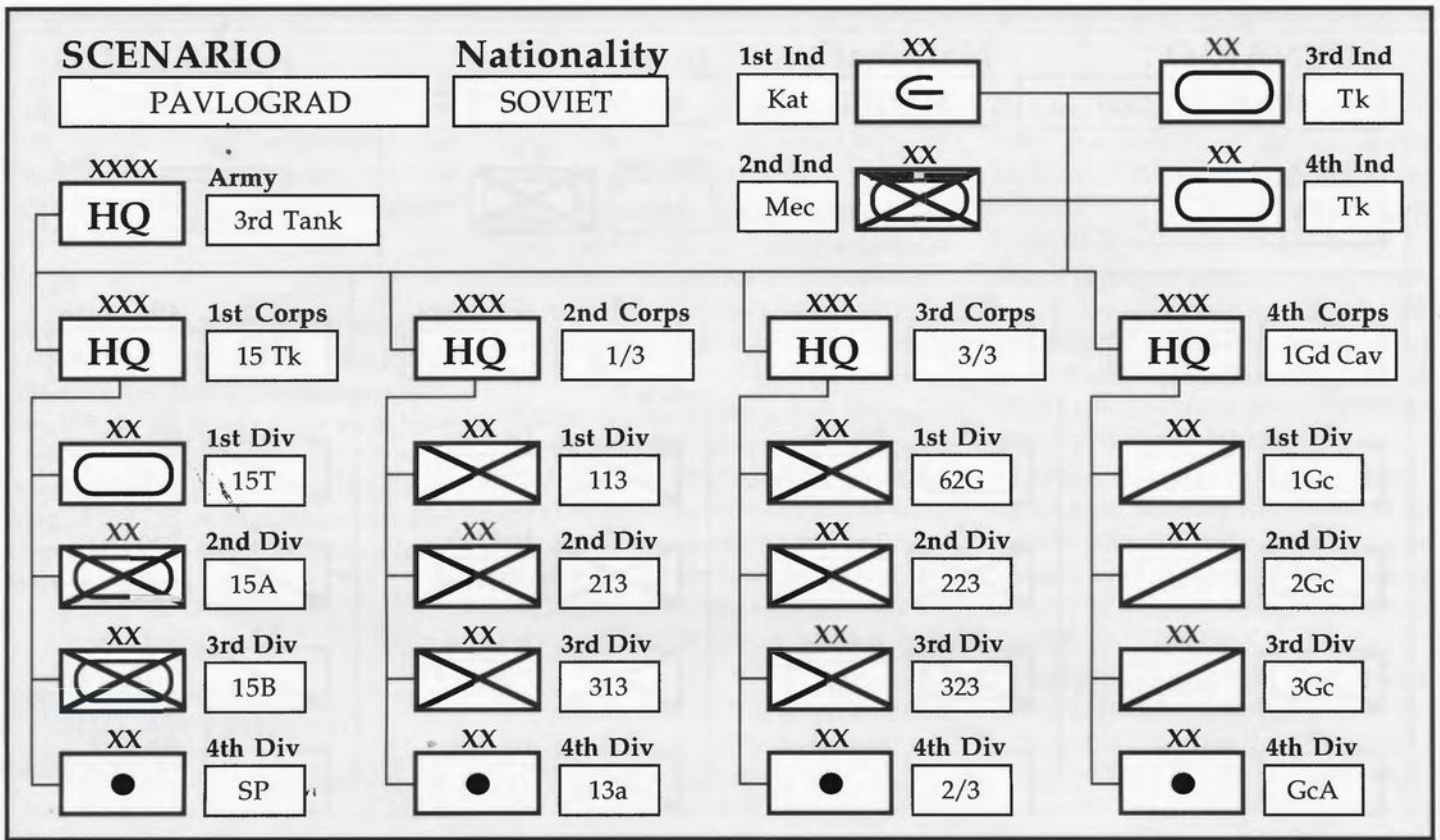 SCENARIO Nationality
PAVLOGRAD SOVIET
1st Ind XX XX 3rd Ind
Kat Tk
2nd Ind XX XX 4th Ind
Mec Tk
XXXX Army
HQ 3rd Tank
XXX 1st Corps XXX 2nd Corps XXX 3rd Corps XXX 4th Corps
HQ 15 Tk HQ 1/3 HQ 3/3 HQ 1Gd Cav
XX 1st Div XX 1st Div XX 1st Div XX 1st Div
15T 113 62G 1Gc
XX 2nd Div XX 2nd Div XX 2nd Div XX 2nd Div
15A 213 223 2Gc
XX 3rd Div XX 3rd Div XX 3rd Div XX 3rd Div
15B 313 323 3Gc
XX 4th Div XX 4th Div XX 4th Div XX 4th Div
SP 13a 2/3 GcA